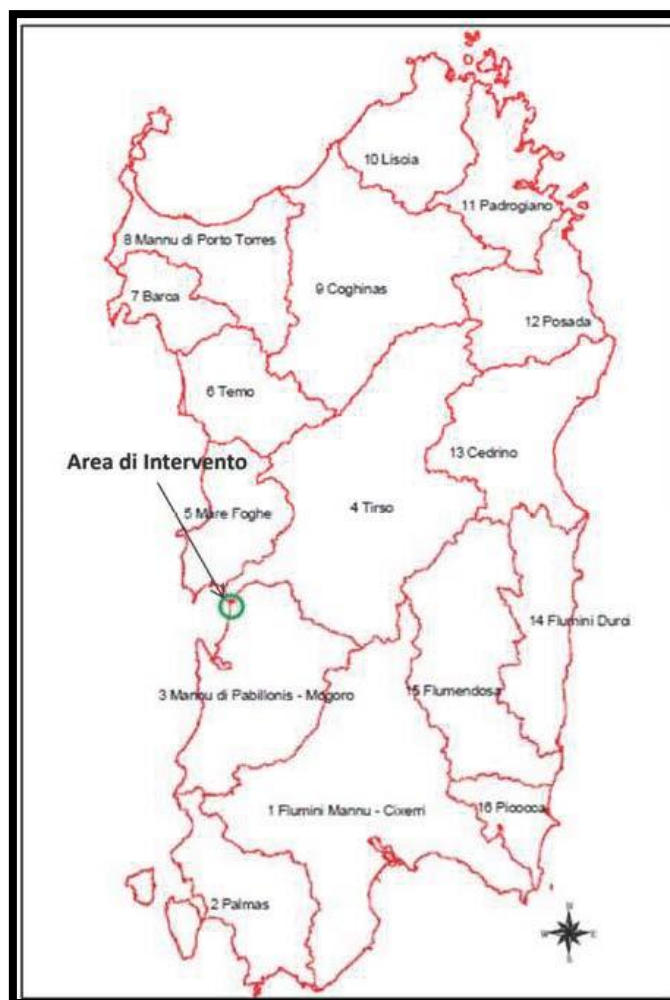 10 Liscia
11 Padrogiano
8 Mannu di Porto Torres
9 Coghinas
7 Barca
12 Posada
6 Temo
Area di Intervento
13 Cedrino
5 Mare Foghe
4 Tirso
14 Flumini Durci
3 Mannu di Pabillonis - Mogoro
15 Flumendosa
1 Flumini Mannu - Cixerri
16 Picocca
2 Palmas
N
W E
S